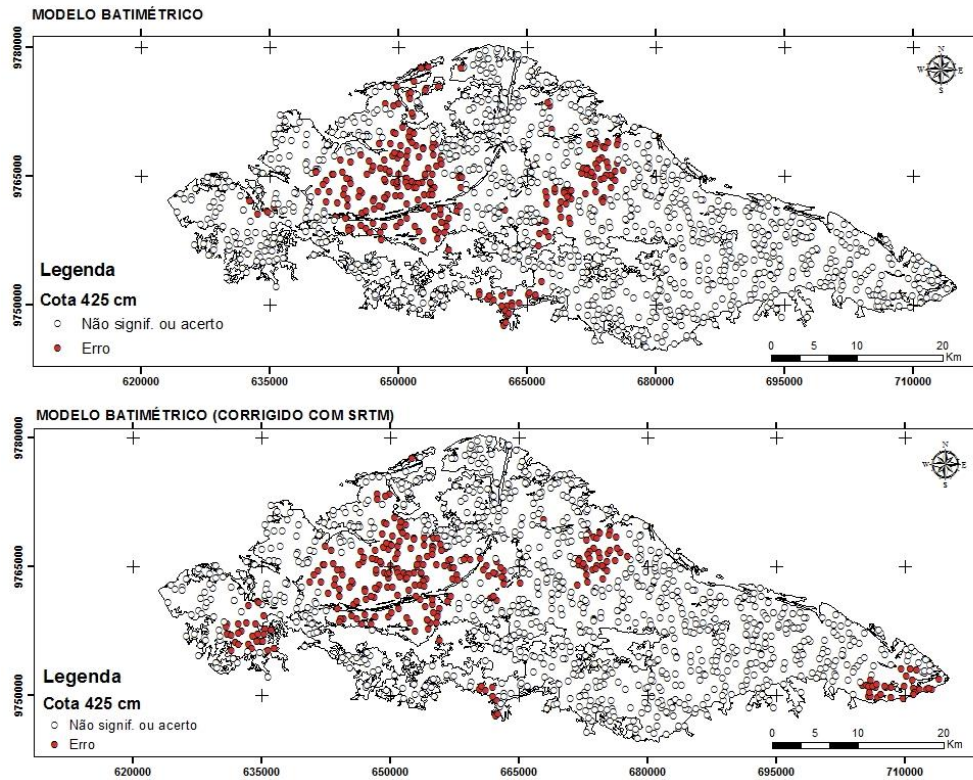 MODELO BATIMÉTRICO
9780000
9765000
9750000
N
W E
S
Legenda
Cota 425 cm
Não signif. ou acerto
Erro
0 5 10 20
Km
620000 635000 650000 665000 680000 695000 710000
MODELO BATIMÉTRICO (CORRIGIDO COM SRTM)
9780000
9765000
9750000
N
W E
S
Legenda
Cota 425 cm
Não signif. ou acerto
Erro
0 5 10 20
Km
620000 635000 650000 665000 680000 695000 710000